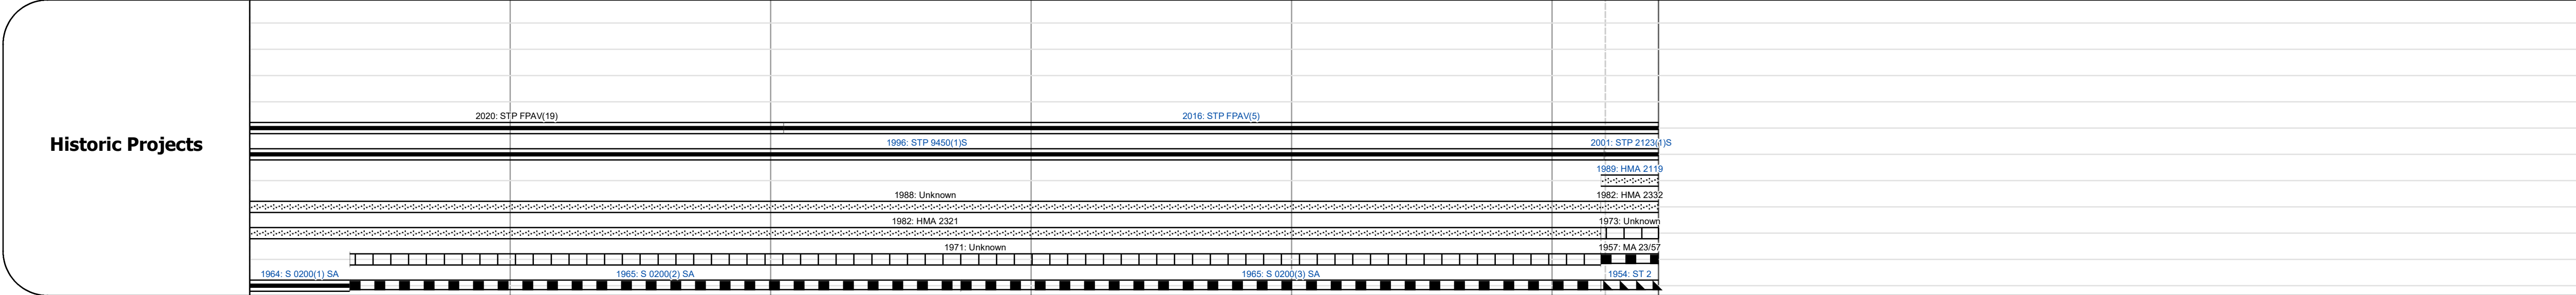 2020: STP FPAV(19) 2016: STP FPAV(5)
1996: STP 9450(1)S 2001: STP 2123(1)S
Historic Projects
1989: HMA 2119
1988: Unknown 1982: HMA 2332
1982: HMA 2321 1973: Unknown
1971: Unknown 1957: MA 23/57
1964: S 0200(1) SA 1965: S 0200(2) SA 1965: S 0200(3) SA 1954: ST 2